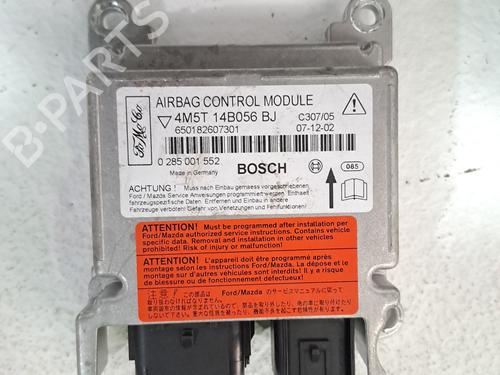 B-PARTS
AIRBAG CONTROL MODULE
4M5T 14B056 BJ C307/05
650182607301 07-12-02
0 285 001 552 BOSCH 085
Made in Germany
ACHTUNG ! Muss nach Einbau gemaess vorgeschriebenen
Ford/Mazda Service Anweisungen programmiert werden. Enthaelt
fahrzeugspezifische Daten. Entfernen und Einbau in andere
Fahrzeuge verboten! Gefahr von Verletzungen und Fehlfunktionen!
ATTENTION! Must be programmed after installation per
Ford/Mazda authorized service instructions. Contains vehicle
specific data. Removal and installation in other vehicles
prohibited! Risk of injury or malfunction!
ATTENTION! L'appareil doit être programmé après
montage selon les instructions Ford/Mazda. La dépose et le
montage sur d'autres véhicules sont interdits! Il y a risque
de blessure ou de fonctionnement défectueux!
Ford/Mazda